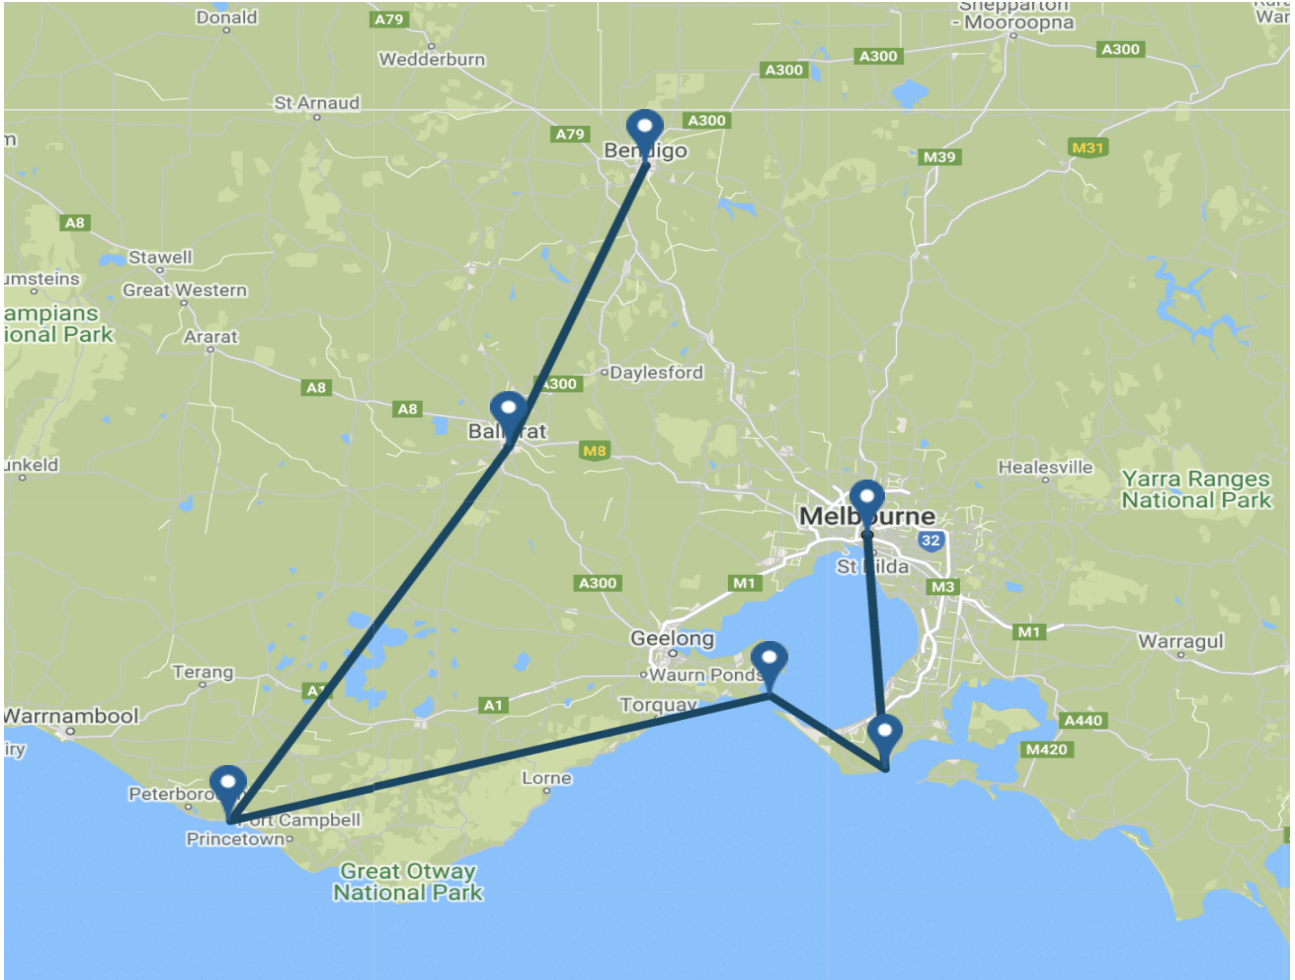 Donald
A79
Shepparton
- Mooroopna
Wedderburn
A300
A300
A300
St Arnaud
A79
A300
Bendigo
M39
M31
A8
Stawell
Great Western
Ararat
A8
A8
A300
Daylesford
Ballarat
M8
Healesville
Yarra Ranges
National Park
Melbourne
32
St Kilda
A300
M1
M3
M1
Geelong
Warragul
Terang
Waurn Ponds
A1
A1
Torquay
Warrnambool
A440
M420
Lorne
Peterborough
Port Campbell
Princetown
Great Otway
National Park